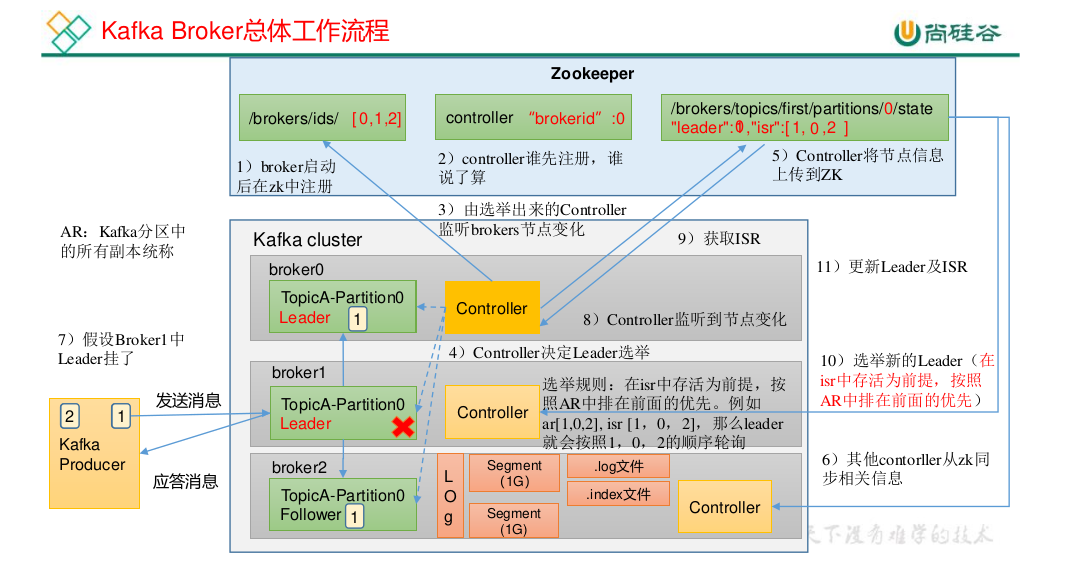 Kafka Broker总体工作流程
尚硅谷
Zookeeper
/brokers/ids/ [0,1,2]
controller “brokerid” :0
/brokers/topics/first/partitions/0/state
"isr":[ 1, 0 ,2 ]
1）broker启动
后在zk中注册
2）controller谁先注册，谁
说了算
5）Controller将节点信息
上传到ZK
3）由选举出来的Controller
监听brokers节点变化
AR：Kafka分区中
的所有副本统称
Kafka cluster
9）获取ISR
11）更新Leader及ISR
broker0
TopicA-Partition0
Leader
1
Controller
8）Controller监听到节点变化
7）假设Broker1中
Leader挂了
4）Controller决定Leader选举
broker1
TopicA-Partition0
Leader
Controller
选举规则：在isr中存活为前提，按
照AR中排在前面的优先。例如
ar[1,0,2], isr [1，0，2]，那么leader
就会按照1，0，2的顺序轮询
10）选举新的Leader（在
isr中存活为前提，按照
AR中排在前面的优先）
发送消息
2
1
Kafka
Producer
应答消息
broker2
TopicA-Partition0
Follower
1
L
O
g
Segment
(1G)
Segment
(1G)
.log文件
.index文件
Controller
6）其他contorller从zk同
步相关信息
天下没有难学的技术